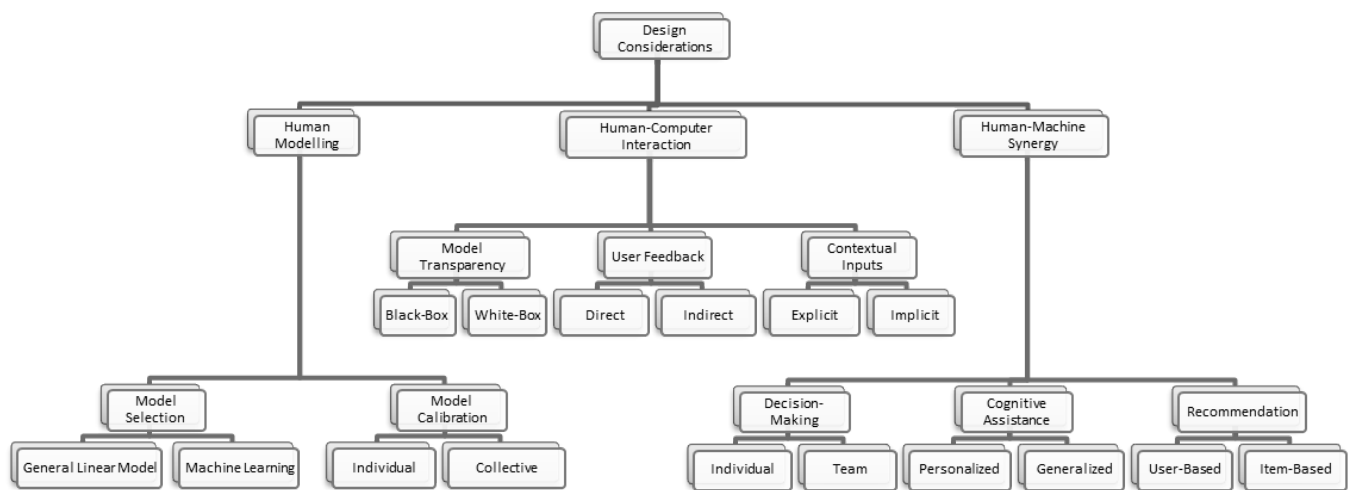 Design
Considerations
Human
Modelling
Human-Computer
Interaction
Human-Machine
Synergy
Model
Transparency
User Feedback
Contextual
Inputs
Black-Box
White-Box
Direct
Indirect
Explicit
Implicit
Model
Selection
Model
Calibration
Decision-
Making
Cognitive
Assistance
Recommendation
General Linear Model
Machine Learning
Individual
Collective
Individual
Team
Personalized
Generalized
User-Based
Item-Based